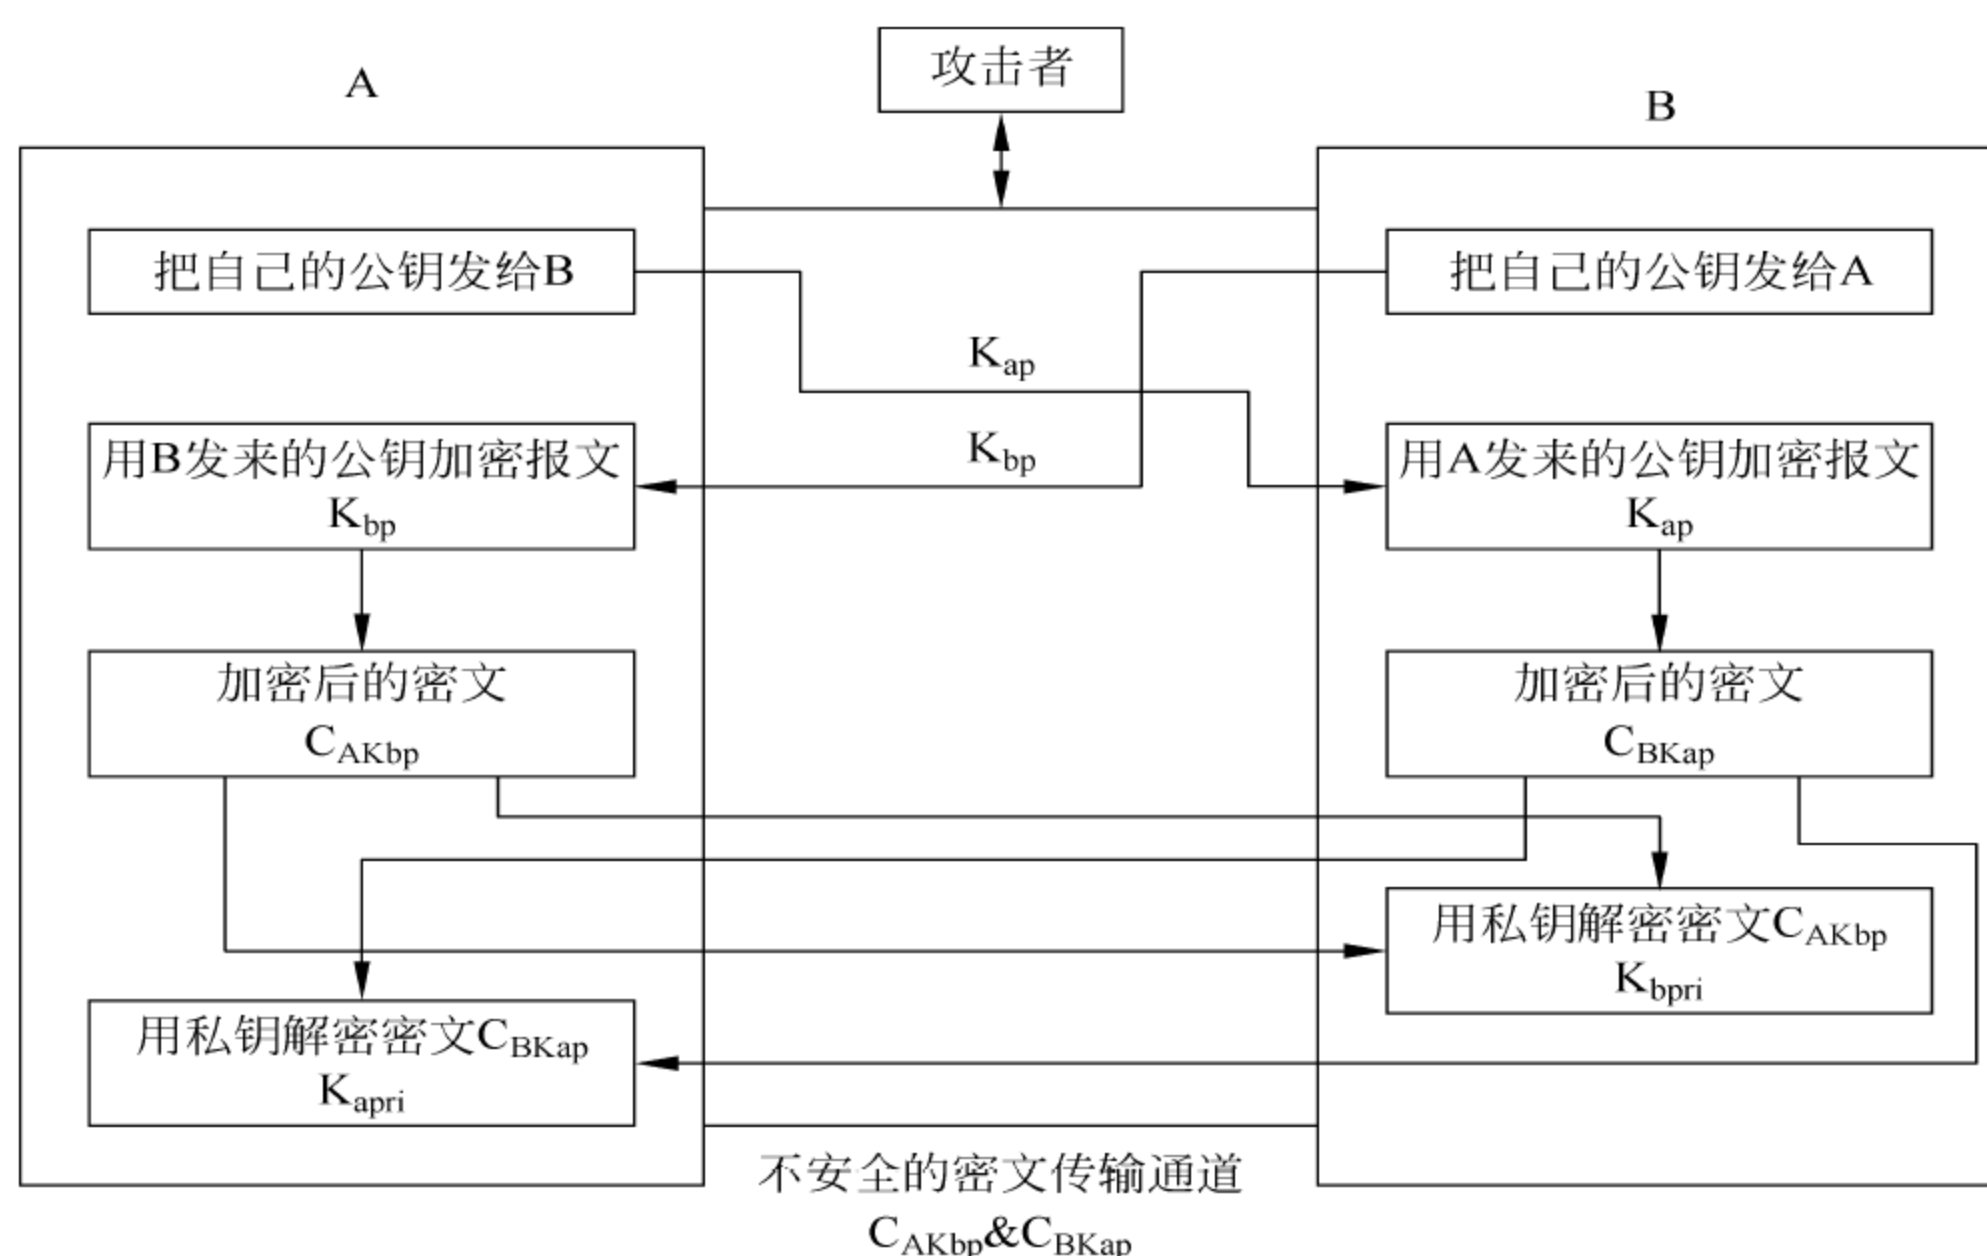 攻击者
A
B
把自己的公钥发给B
把自己的公钥发给A
Kap
Kbp
用B发来的公钥加密报文
Kbp
用A发来的公钥加密报文
Kap
加密后的密文
CAKbp
加密后的密文
CBKap
用私钥解密密文CAKbp
Kbpri
用私钥解密密文CBKap
Kapri
不安全的密文传输通道
CAKbp&CBKap